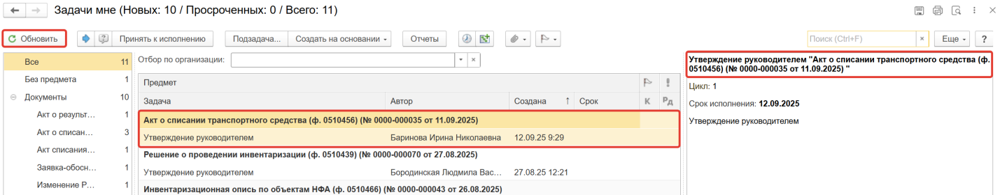 Задачи мне (Новых: 10 / Просроченных: 0 / Всего: 11)
Обновить
Принять к исполнению
Подзадача...
Создать на основании
Отчеты
Поиск (Ctrl+F)
×
Еще
?
Все 11
Без предмета 1
Документы 10
Акт о результ... 1
Акт о списан... 3
Акт списания... 1
Заявка-обосн... 1
Изменение Р... 1
Отбор по организации:
Предмет
Задача Автор Создана ↑ Срок К Рд
Акт о списании транспортного средства (ф. 0510456) (№ 0000-000035 от 11.09.2025)
Утверждение руководителем Баринова Ирина Николаевна 12.09.25 9:29
Решение о проведении инвентаризации (ф. 0510439) (№ 0000-000070 от 27.08.2025)
Утверждение руководителем Бородинская Людмила Вас... 27.08.25 12:21
Инвентаризационная опись по объектам НФА (ф. 0510466) (№ 0000-000043 от 26.08.2025)
Утверждение руководителем "Акт о списании транспортного средства (ф.
0510456) (№ 0000-000035 от 11.09.2025) "
Цикл: 1
Срок исполнения: 12.09.2025
Утверждение руководителем